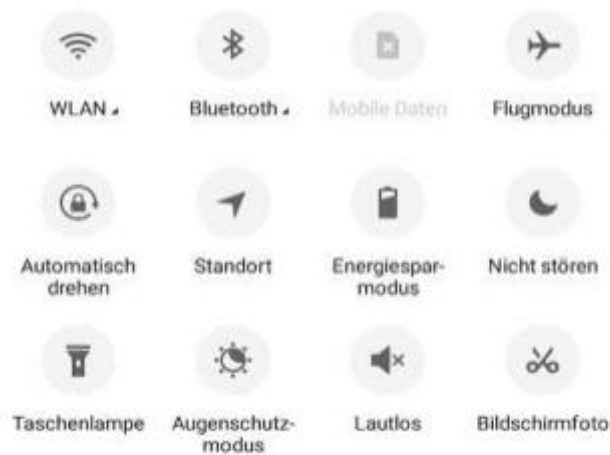 WLAN
Bluetooth
Mobile Daten
Flugmodus
Automatisch
drehen
Standort
Energiespar-
modus
Nicht stören
Taschenlampe
Augenschutz-
modus
Lautlos
Bildschirmfoto